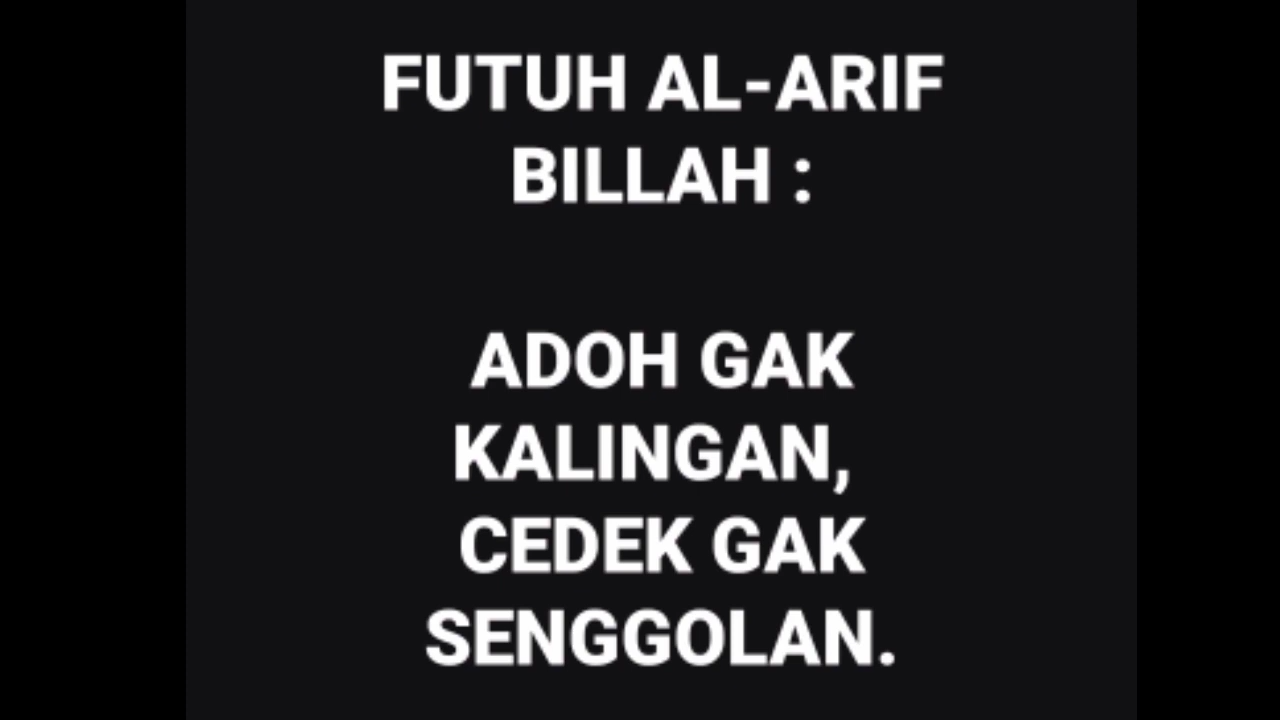 FUTUH AL-ARIF
BILLAH :
ADOH GAK
KALINGAN,
CEDEK GAK
SENGGOLAN.